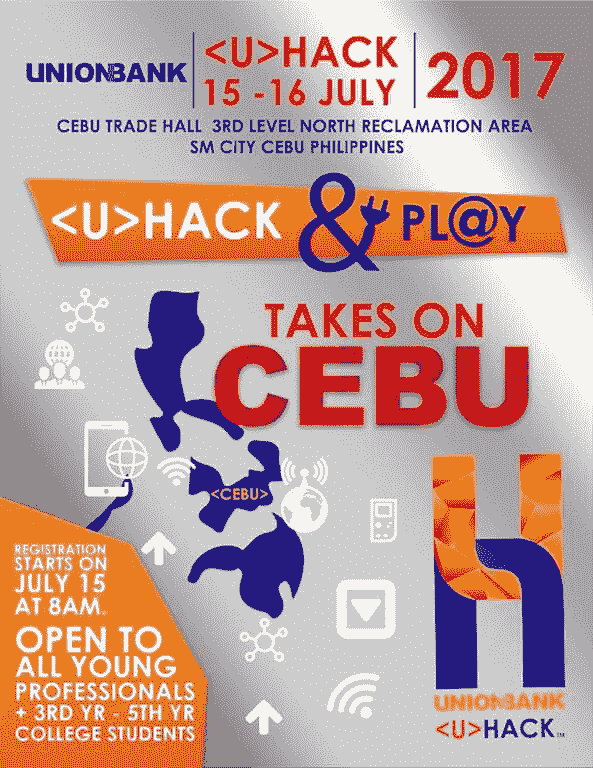 UNIONBANK
<U>HACK
15 -16 JULY
2017
CEBU TRADE HALL 3RD LEVEL NORTH RECLAMATION AREA
SM CITY CEBU PHILIPPINES
<U>HACK & PL@Y
TAKES ON
CEBU
<CEBU>
REGISTRATION
STARTS ON
JULY 15
AT 8AM.
OPEN TO
ALL YOUNG
PROFESSIONALS
+ 3RD YR - 5TH YR
COLLEGE STUDENTS
UNIONBANK
<U>HACK™